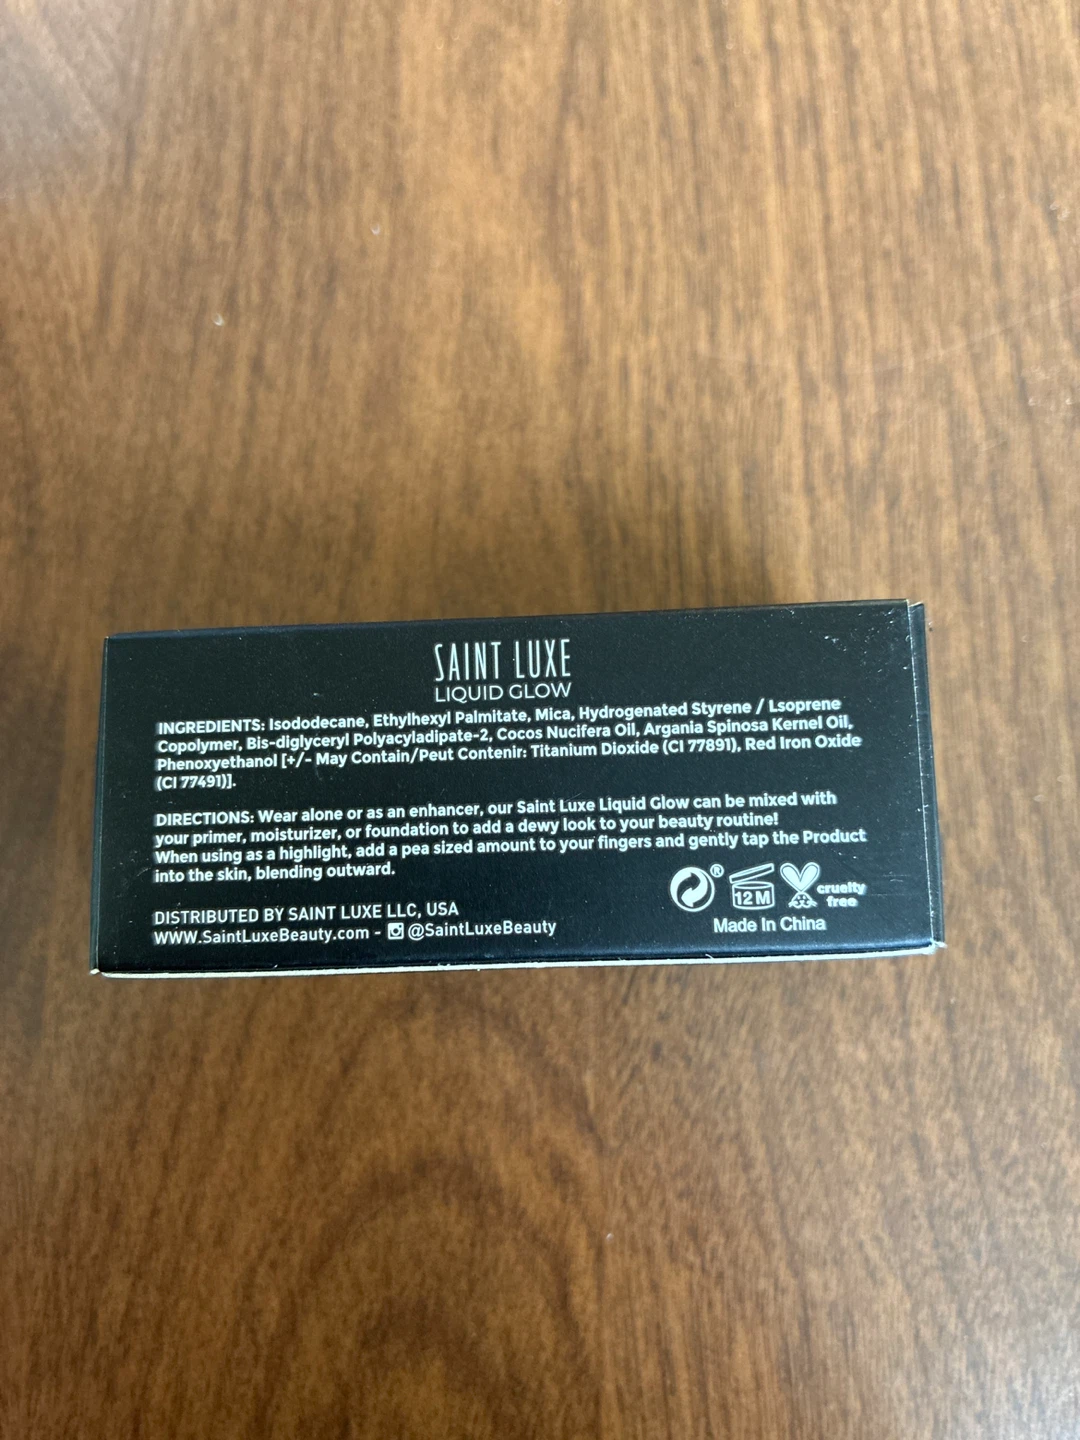 SAINT LUXE
LIQUID GLOW
INGREDIENTS: Isododecane, Ethylhexyl Palmitate, Mica, Hydrogenated Styrene / Lsoprene
Copolymer, Bis-diglyceryl Polyacyladipate-2, Cocos Nucifera Oil, Argania Spinosa Kernel Oil,
Phenoxyethanol [+/- May Contain/Peut Contenir: Titanium Dioxide (CI 77891), Red Iron Oxide
(CI 77491)].
DIRECTIONS: Wear alone or as an enhancer, our Saint Luxe Liquid Glow can be mixed with
your primer, moisturizer, or foundation to add a dewy look to your beauty routine!
When using as a highlight, add a pea sized amount to your fingers and gently tap the Product
into the skin, blending outward.
®
12 M
cruelty
free
DISTRIBUTED BY SAINT LUXE LLC, USA
WWW.SaintLuxeBeauty.com - @SaintLuxeBeauty
Made In China